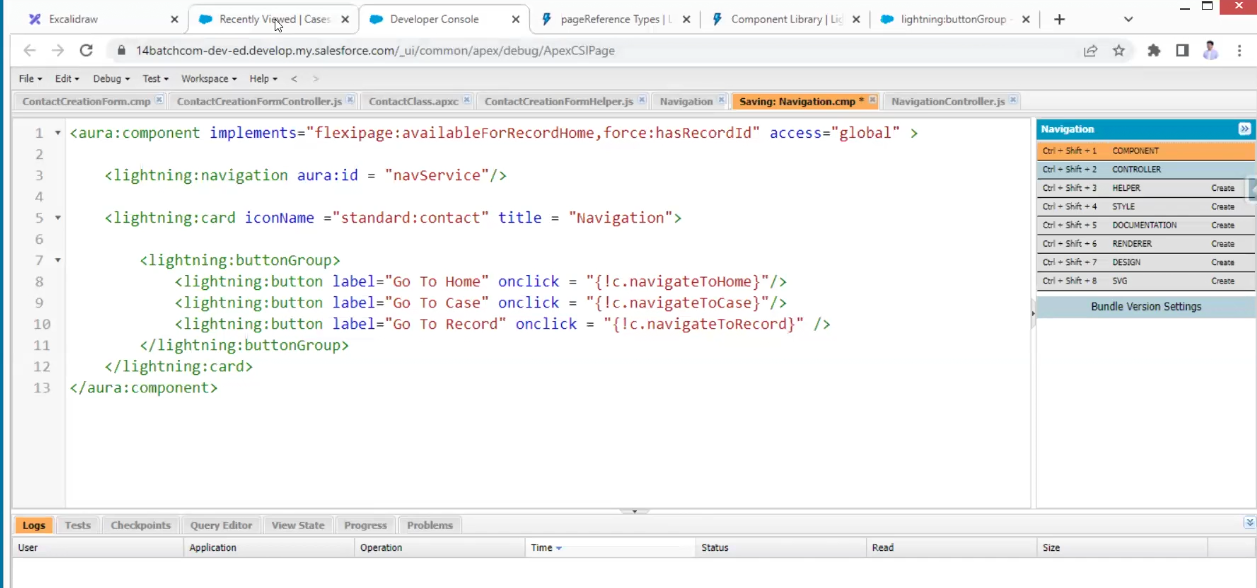 Excalidraw × Recently Viewed | Cases × Developer Console × pageReference Types | L × Component Library | Li × lightning:buttonGroup - × +
14batchcom-dev-ed.develop.my.salesforce.com/_ui/common/apex/debug/ApexCSIPage
File Edit Debug Test Workspace Help < >
ContactCreationForm.cmp ContactCreationFormController.js ContactClass.apxc ContactCreationFormHelper.js Navigation Saving: Navigation.cmp * NavigationController.js
1 <aura:component implements="flexipage:availableForRecordHome,force:hasRecordId" access="global" >
2
3 <lightning:navigation aura:id = "navService"/>
4
5 <lightning:card iconName ="standard:contact" title = "Navigation">
6
7 <lightning:buttonGroup>
8 <lightning:button label="Go To Home" onclick = "{!c.navigateToHome}"/>
9 <lightning:button label="Go To Case" onclick = "{!c.navigateToCase}"/>
10 <lightning:button label="Go To Record" onclick = "{!c.navigateToRecord}" />
11 </lightning:buttonGroup>
12 </lightning:card>
13 </aura:component>
Navigation
Ctrl + Shift + 1 COMPONENT
Ctrl + Shift + 2 CONTROLLER
Ctrl + Shift + 3 HELPER Create
Ctrl + Shift + 4 STYLE Create
Ctrl + Shift + 5 DOCUMENTATION Create
Ctrl + Shift + 6 RENDERER Create
Ctrl + Shift + 7 DESIGN Create
Ctrl + Shift + 8 SVG Create
Bundle Version Settings
Logs Tests Checkpoints Query Editor View State Progress Problems
User Application Operation Time Status Read Size